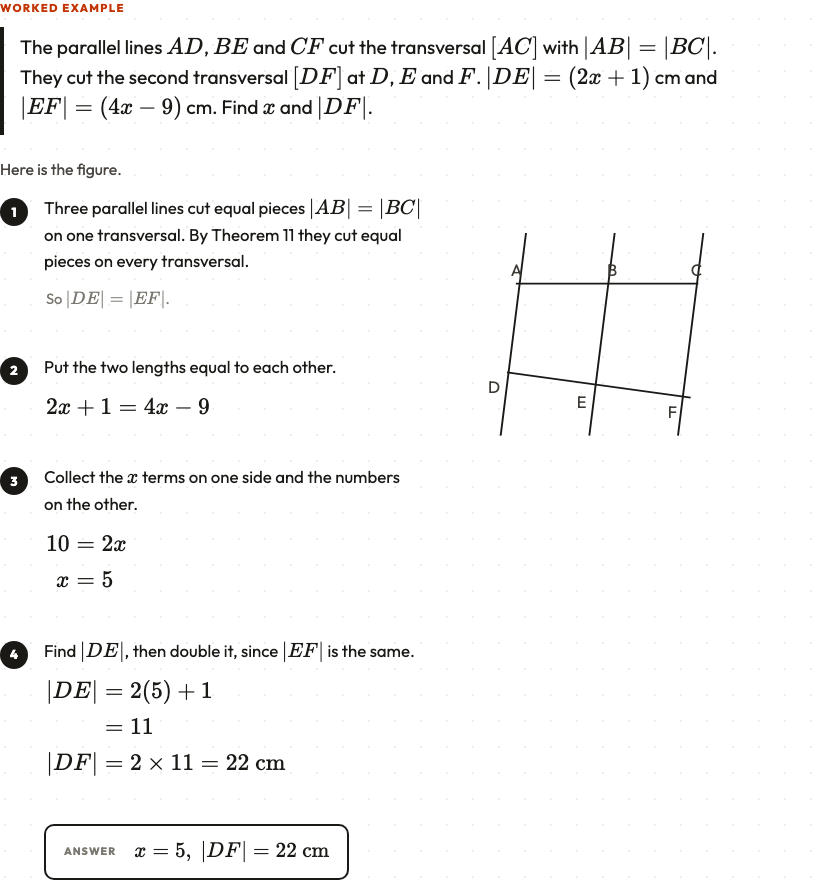 WORKED EXAMPLE
The parallel lines AD, BE and CF cut the transversal [AC] with |AB| = |BC|.
They cut the second transversal [DF] at D, E and F. |DE| = (2x + 1) cm and
|EF| = (4x − 9) cm. Find x and |DF|.
Here is the figure.
1 Three parallel lines cut equal pieces |AB| = |BC|
on one transversal. By Theorem 11 they cut equal
pieces on every transversal.
So |DE| = |EF|.
2 Put the two lengths equal to each other.
2x + 1 = 4x − 9
3 Collect the x terms on one side and the numbers
on the other.
10 = 2x
x = 5
4 Find |DE|, then double it, since |EF| is the same.
|DE| = 2(5) + 1
= 11
|DF| = 2 × 11 = 22 cm
ANSWER x = 5, |DF| = 22 cm
A B C
D
E
F